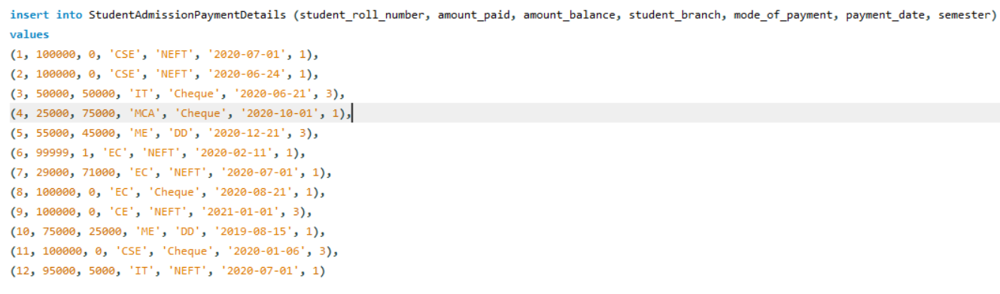 insert into StudentAdmissionPaymentDetails (student_roll_number, amount_paid, amount_balance, student_branch, mode_of_payment, payment_date, semester)
values
(1, 100000, 0, 'CSE', 'NEFT', '2020-07-01', 1),
(2, 100000, 0, 'CSE', 'NEFT', '2020-06-24', 1),
(3, 50000, 50000, 'IT', 'Cheque', '2020-06-21', 3),
(4, 25000, 75000, 'MCA', 'Cheque', '2020-10-01', 1),
(5, 55000, 45000, 'ME', 'DD', '2020-12-21', 3),
(6, 99999, 1, 'EC', 'NEFT', '2020-02-11', 1),
(7, 29000, 71000, 'EC', 'NEFT', '2020-07-01', 1),
(8, 100000, 0, 'EC', 'Cheque', '2020-08-21', 1),
(9, 100000, 0, 'CE', 'NEFT', '2021-01-01', 3),
(10, 75000, 25000, 'ME', 'DD', '2019-08-15', 1),
(11, 100000, 0, 'CSE', 'Cheque', '2020-01-06', 3),
(12, 95000, 5000, 'IT', 'NEFT', '2020-07-01', 1)